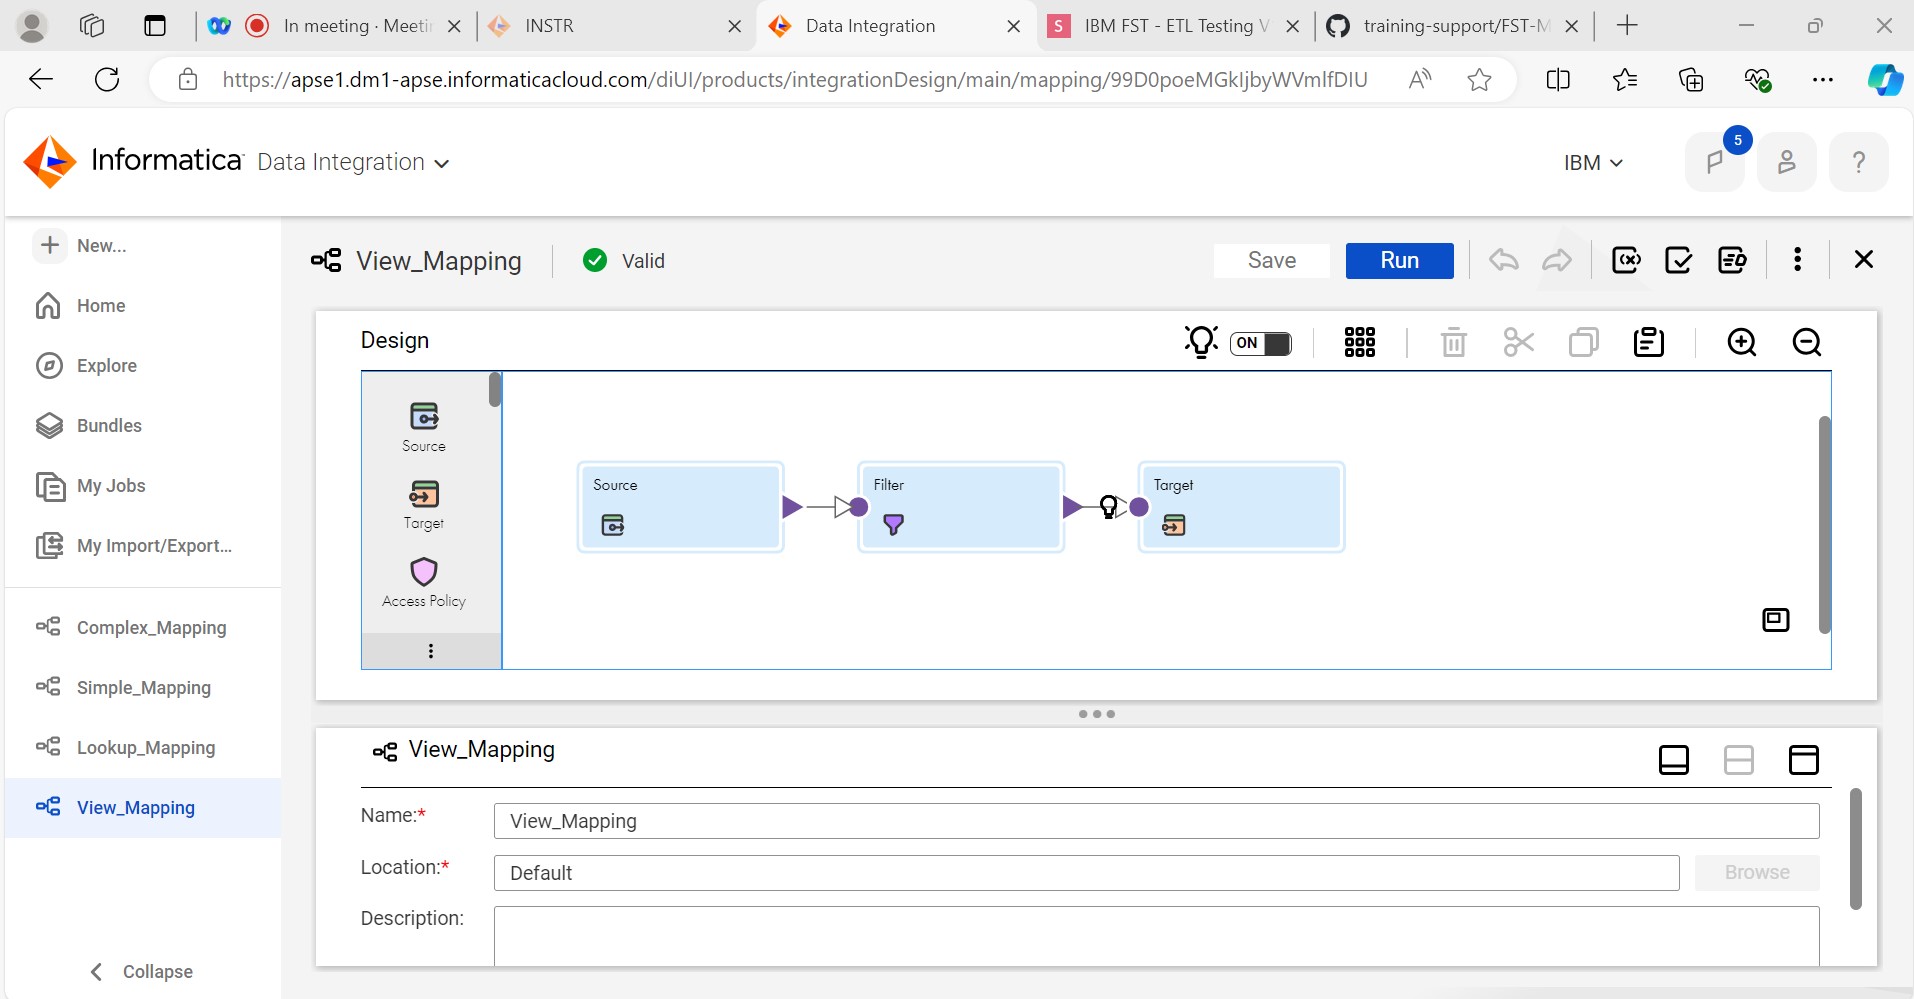 In meeting · Meetin
INSTR
Data Integration
IBM FST - ETL Testing V
training-support/FST-M
https://apse1.dm1-apse.informaticacloud.com/diUI/products/integrationDesign/main/mapping/99D0poeMGkIjbyWVmlfDIU
Informatica Data Integration
IBM
5
?
New...
Home
Explore
Bundles
My Jobs
My Import/Export...
Complex_Mapping
Simple_Mapping
Lookup_Mapping
View_Mapping
Collapse
View_Mapping
Valid
Save
Run
Design
ON
Source
Target
Access Policy
Source
Filter
Target
View_Mapping
Name:*
View_Mapping
Location:*
Default
Browse
Description: